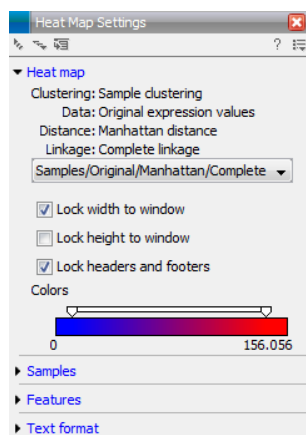 Heat Map Settings
?
Heat map
Clustering: Sample clustering
Data: Original expression values
Distance: Manhattan distance
Linkage: Complete linkage
Samples/Original/Manhattan/Complete
Lock width to window
Lock height to window
Lock headers and footers
Colors
0 156.056
Samples
Features
Text format